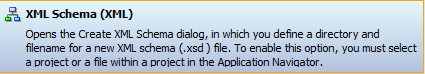 XML Schema (XML)
Opens the Create XML Schema dialog, in which you define a directory and
filename for a new XML schema (.xsd ) file. To enable this option, you must select
a project or a file within a project in the Application Navigator.